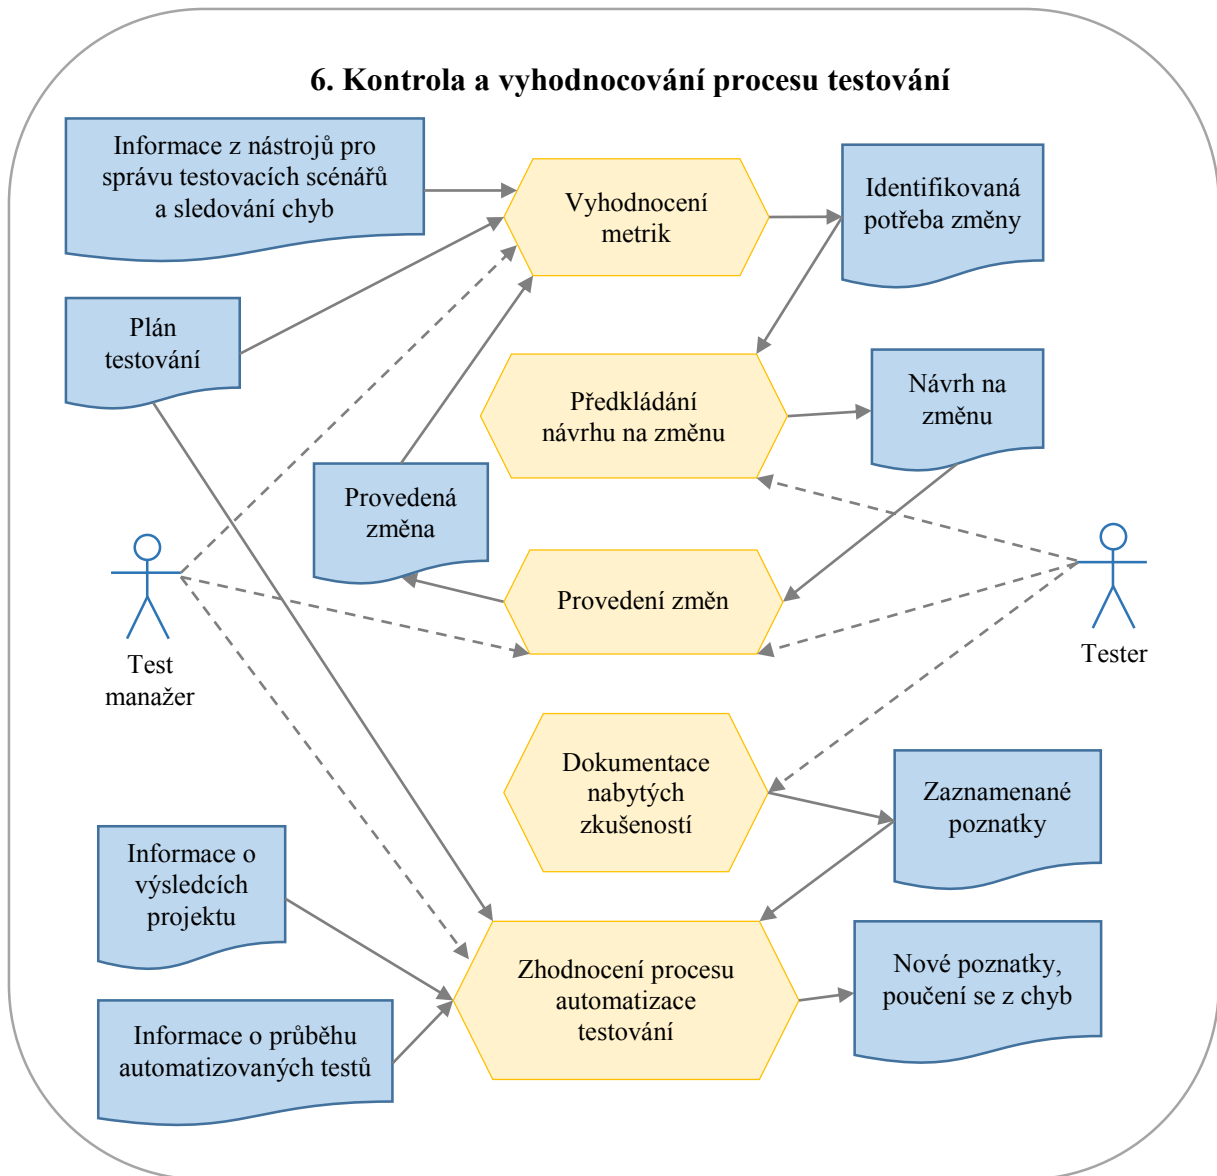 6. Kontrola a vyhodnocování procesu testování
Informace z nástrojů pro
správu testovacích scénářů
a sledování chyb
Vyhodnocení
metrik
Identifikovaná
potřeba změny
Plán
testování
Předkládání
návrhu na změnu
Návrh na
změnu
Provedená
změna
Provedení změn
Test
manažer
Tester
Dokumentace
nabytých
zkušeností
Zaznamenané
poznatky
Informace o
výsledcích
projektu
Zhodnocení procesu
automatizace
testování
Nové poznatky,
poučení se z chyb
Informace o průběhu
automatizovaných testů